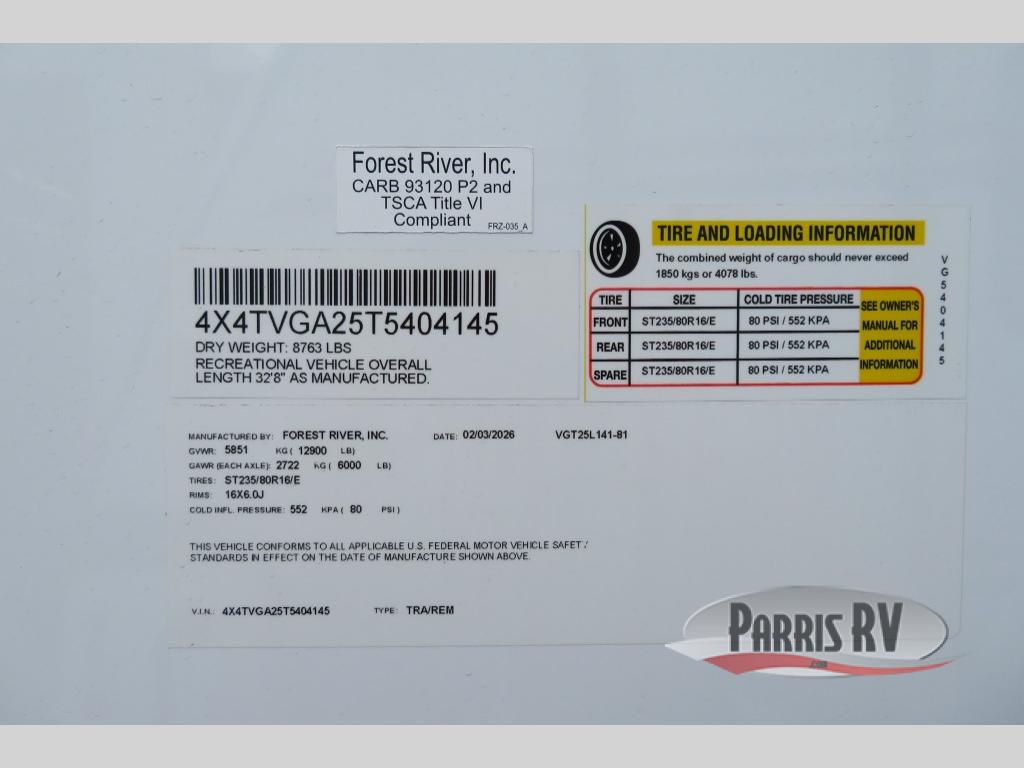 Forest River, Inc.
CARB 93120 P2 and
TSCA Title VI
Compliant
FRZ-035_A
4X4TVGA25T5404145
DRY WEIGHT: 8763 LBS
RECREATIONAL VEHICLE OVERALL
LENGTH 32'8" AS MANUFACTURED.
TIRE AND LOADING INFORMATION
The combined weight of cargo should never exceed
1850 kgs or 4078 lbs.
TIRE SIZE COLD TIRE PRESSURE
FRONT ST235/80R16/E 80 PSI / 552 KPA
REAR ST235/80R16/E 80 PSI / 552 KPA
SPARE ST235/80R16/E 80 PSI / 552 KPA
SEE OWNER'S
MANUAL FOR
ADDITIONAL
INFORMATION
VG5404145
MANUFACTURED BY: FOREST RIVER, INC. DATE: 02/03/2026 VGT25L141-81
GVWR: 5851 KG ( 12900 LB)
GAWR (EACH AXLE): 2722 KG ( 6000 LB)
TIRES: ST235/80R16/E
RIMS: 16X6.0J
COLD INFL. PRESSURE: 552 KPA ( 80 PSI )
THIS VEHICLE CONFORMS TO ALL APPLICABLE U.S. FEDERAL MOTOR VEHICLE SAFETY
STANDARDS IN EFFECT ON THE DATE OF MANUFACTURE SHOWN ABOVE.
V.I.N.: 4X4TVGA25T5404145 TYPE: TRA/REM
PARRIS RV
.com